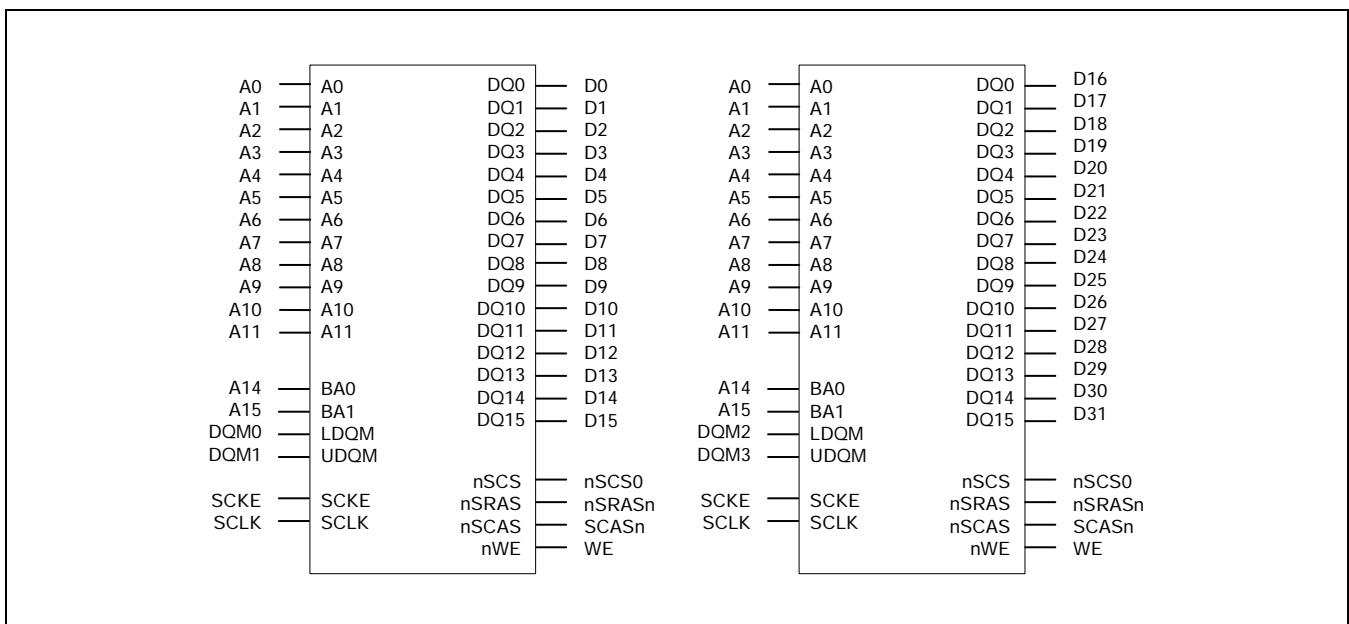 A0 A0 DQ0 D0 A0 A0 DQ0 D16
A1 A1 DQ1 D1 A1 A1 DQ1 D17
A2 A2 DQ2 D2 A2 A2 DQ2 D18
A3 A3 DQ3 D3 A3 A3 DQ3 D19
A4 A4 DQ4 D4 A4 A4 DQ4 D20
A5 A5 DQ5 D5 A5 A5 DQ5 D21
A6 A6 DQ6 D6 A6 A6 DQ6 D22
A7 A7 DQ7 D7 A7 A7 DQ7 D23
A8 A8 DQ8 D8 A8 A8 DQ8 D24
A9 A9 DQ9 D9 A9 A9 DQ9 D25
A10 A10 DQ10 D10 A10 A10 DQ10 D26
A11 A11 DQ11 D11 A11 A11 DQ11 D27
DQ12 D12 DQ12 D28
DQ13 D13 DQ13 D29
A14 BA0 DQ14 D14 A14 BA0 DQ14 D30
A15 BA1 DQ15 D15 A15 BA1 DQ15 D31
DQM0 LDQM DQM2 LDQM
DQM1 UDQM DQM3 UDQM
nSCS nSCS0 nSCS nSCS0
SCKE SCKE nSRAS nSRASn SCKE SCKE nSRAS nSRASn
SCLK SCLK nSCAS SCASn SCLK SCLK nSCAS SCASn
nWE WE nWE WE